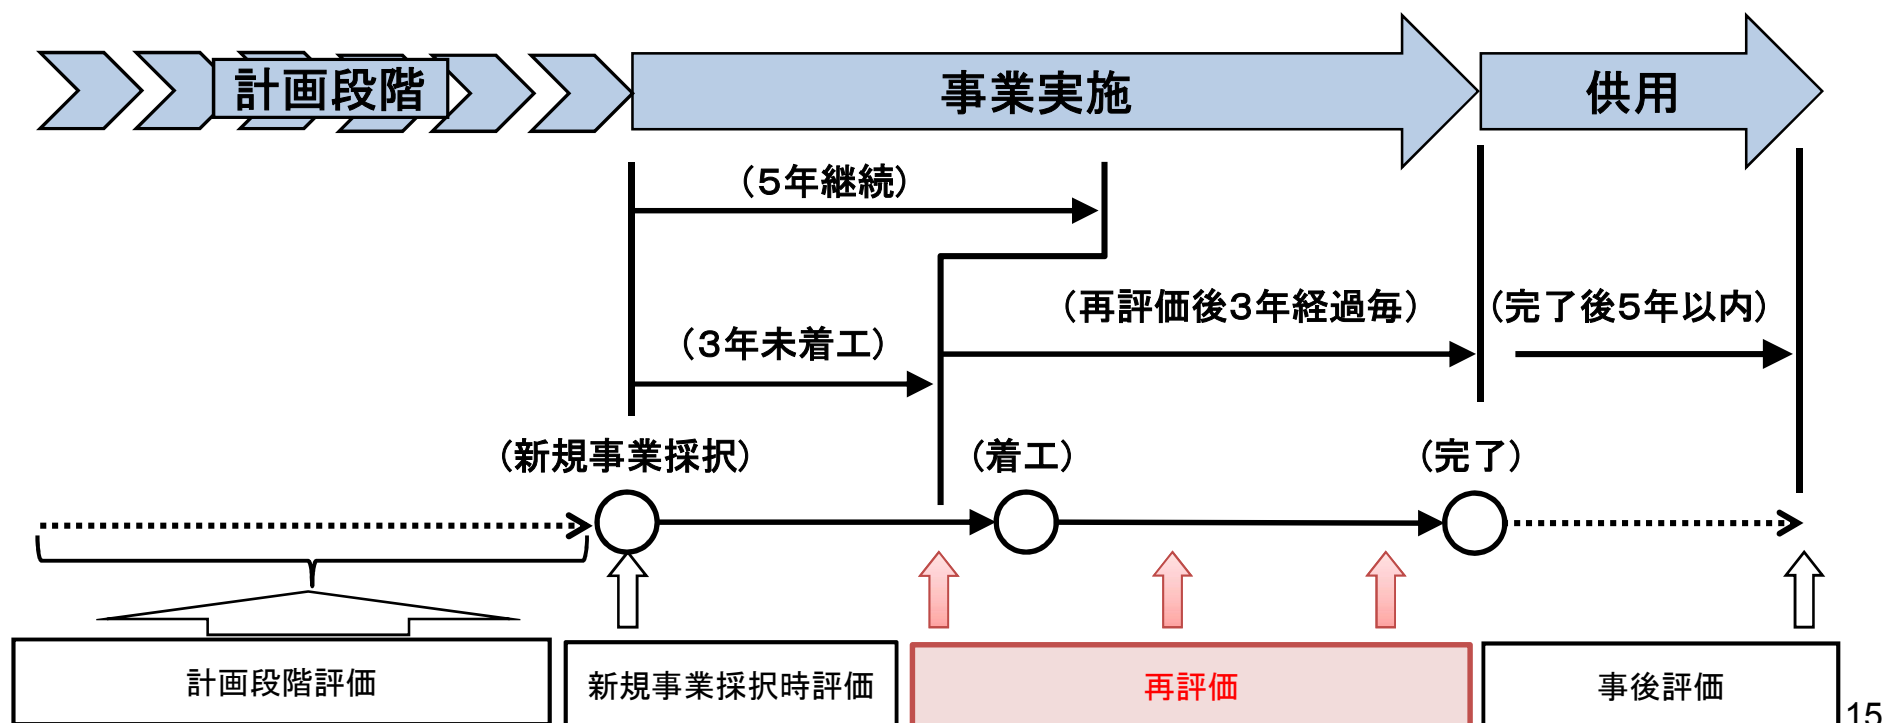 計画段階
事業実施
供用
（５年継続）
（再評価後３年経過毎）
（完了後５年以内）
（３年未着工）
（新規事業採択）
（着工）
（完了）
計画段階評価
新規事業採択時評価
再評価
事後評価
15